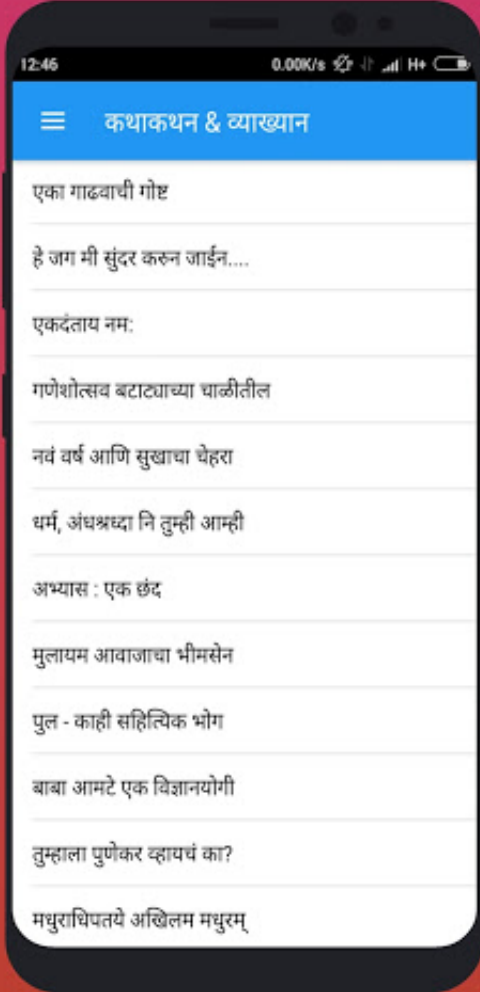 12:46 0.00K/s H+
कथाकथन & व्याख्यान
एका गाढवाची गोष्ट
हे जग मी सुंदर करुन जाईन....
एकदंताय नम:
गणेशोत्सव बटाट्याच्या चाळीतील
नवं वर्ष आणि सुखाचा चेहरा
धर्म, अंधश्रध्दा नि तुम्ही आम्ही
अभ्यास : एक छंद
मुलायम आवाजाचा भीमसेन
पुल - काही सहित्यिक भोग
बाबा आमटे एक विज्ञानयोगी
तुम्हाला पुणेकर व्हायचं का?
मधुराधिपतये अखिलम मधुरम्